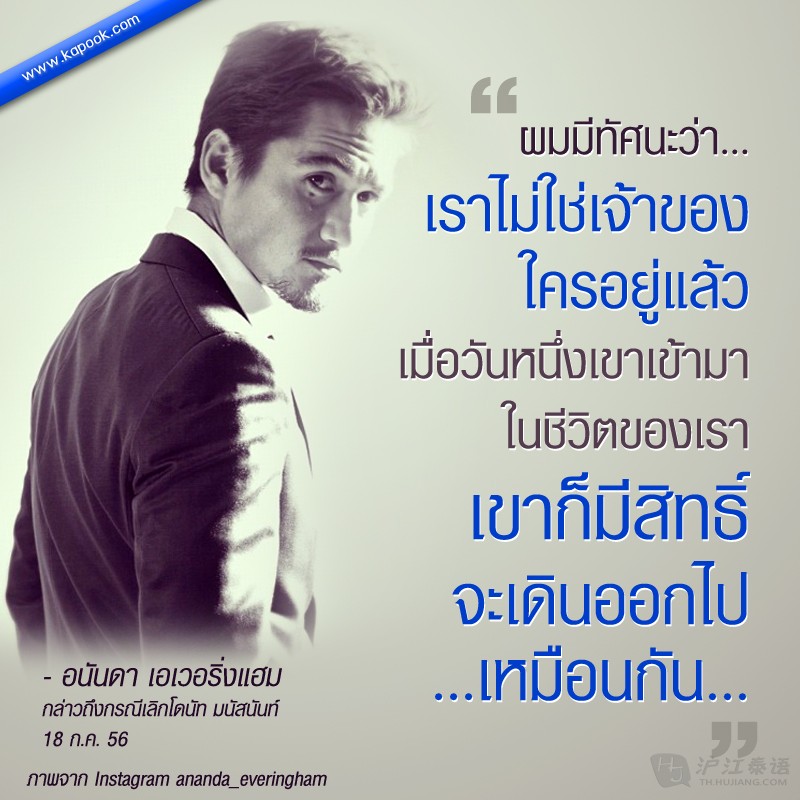 www.kapook.com
“
ผมมีทัศนะว่า...
เราไม่ใช่เจ้าของ
ใครอยู่แล้ว
เมื่อวันหนึ่งเขาเข้ามา
ในชีวิตของเรา
เขาก็มีสิทธิ์
จะเดินออกไป
...เหมือนกัน...
”
- อนันดา เอเวอริ่งแฮม
กล่าวถึงกรณีเลิกโดนัท มนัสนันท์
18 ก.ค. 56
ภาพจาก Instagram ananda_everingham
HJ 沪江泰语
TH.HUJIANG.COM